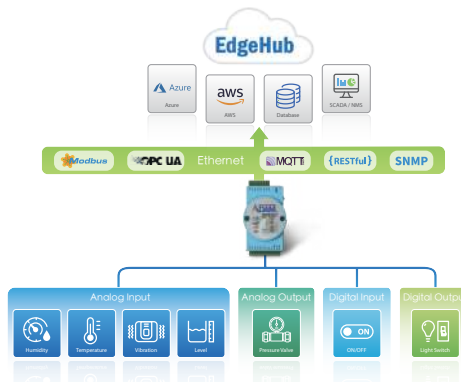 EdgeHub
Azure
Azure
aws
AWS
Database
SCADA / NMS
Modbus
OPC UA
Ethernet
MQTT
{RESTful}
SNMP
Analog Input
Analog Output
Digital Input
Digital Output
Humidity
Temperature
Vibration
Level
Pressure Valve
ON
ON/OFF
Light Switch